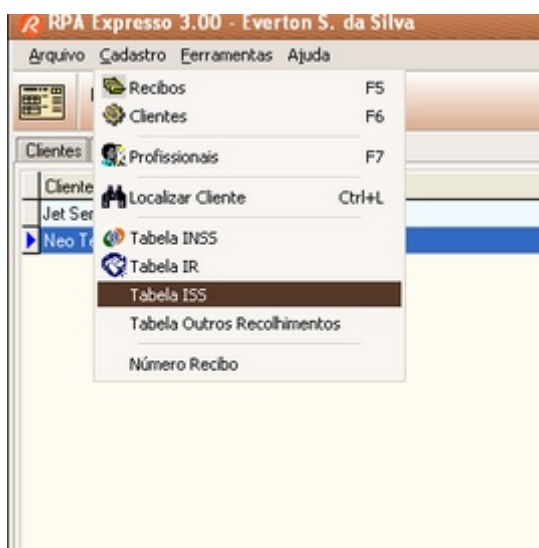 RPA Expresso 3.00 - Everton S. da Silva
Arquivo Cadastro Ferramentas Ajuda
Recibos F5
Clientes F6
Clientes
Profissionais F7
Cliente
Localizar Cliente Ctrl+L
Jet Ser
Neo Te
Tabela INSS
Tabela IR
Tabela ISS
Tabela Outros Recolhimentos
Número Recibo